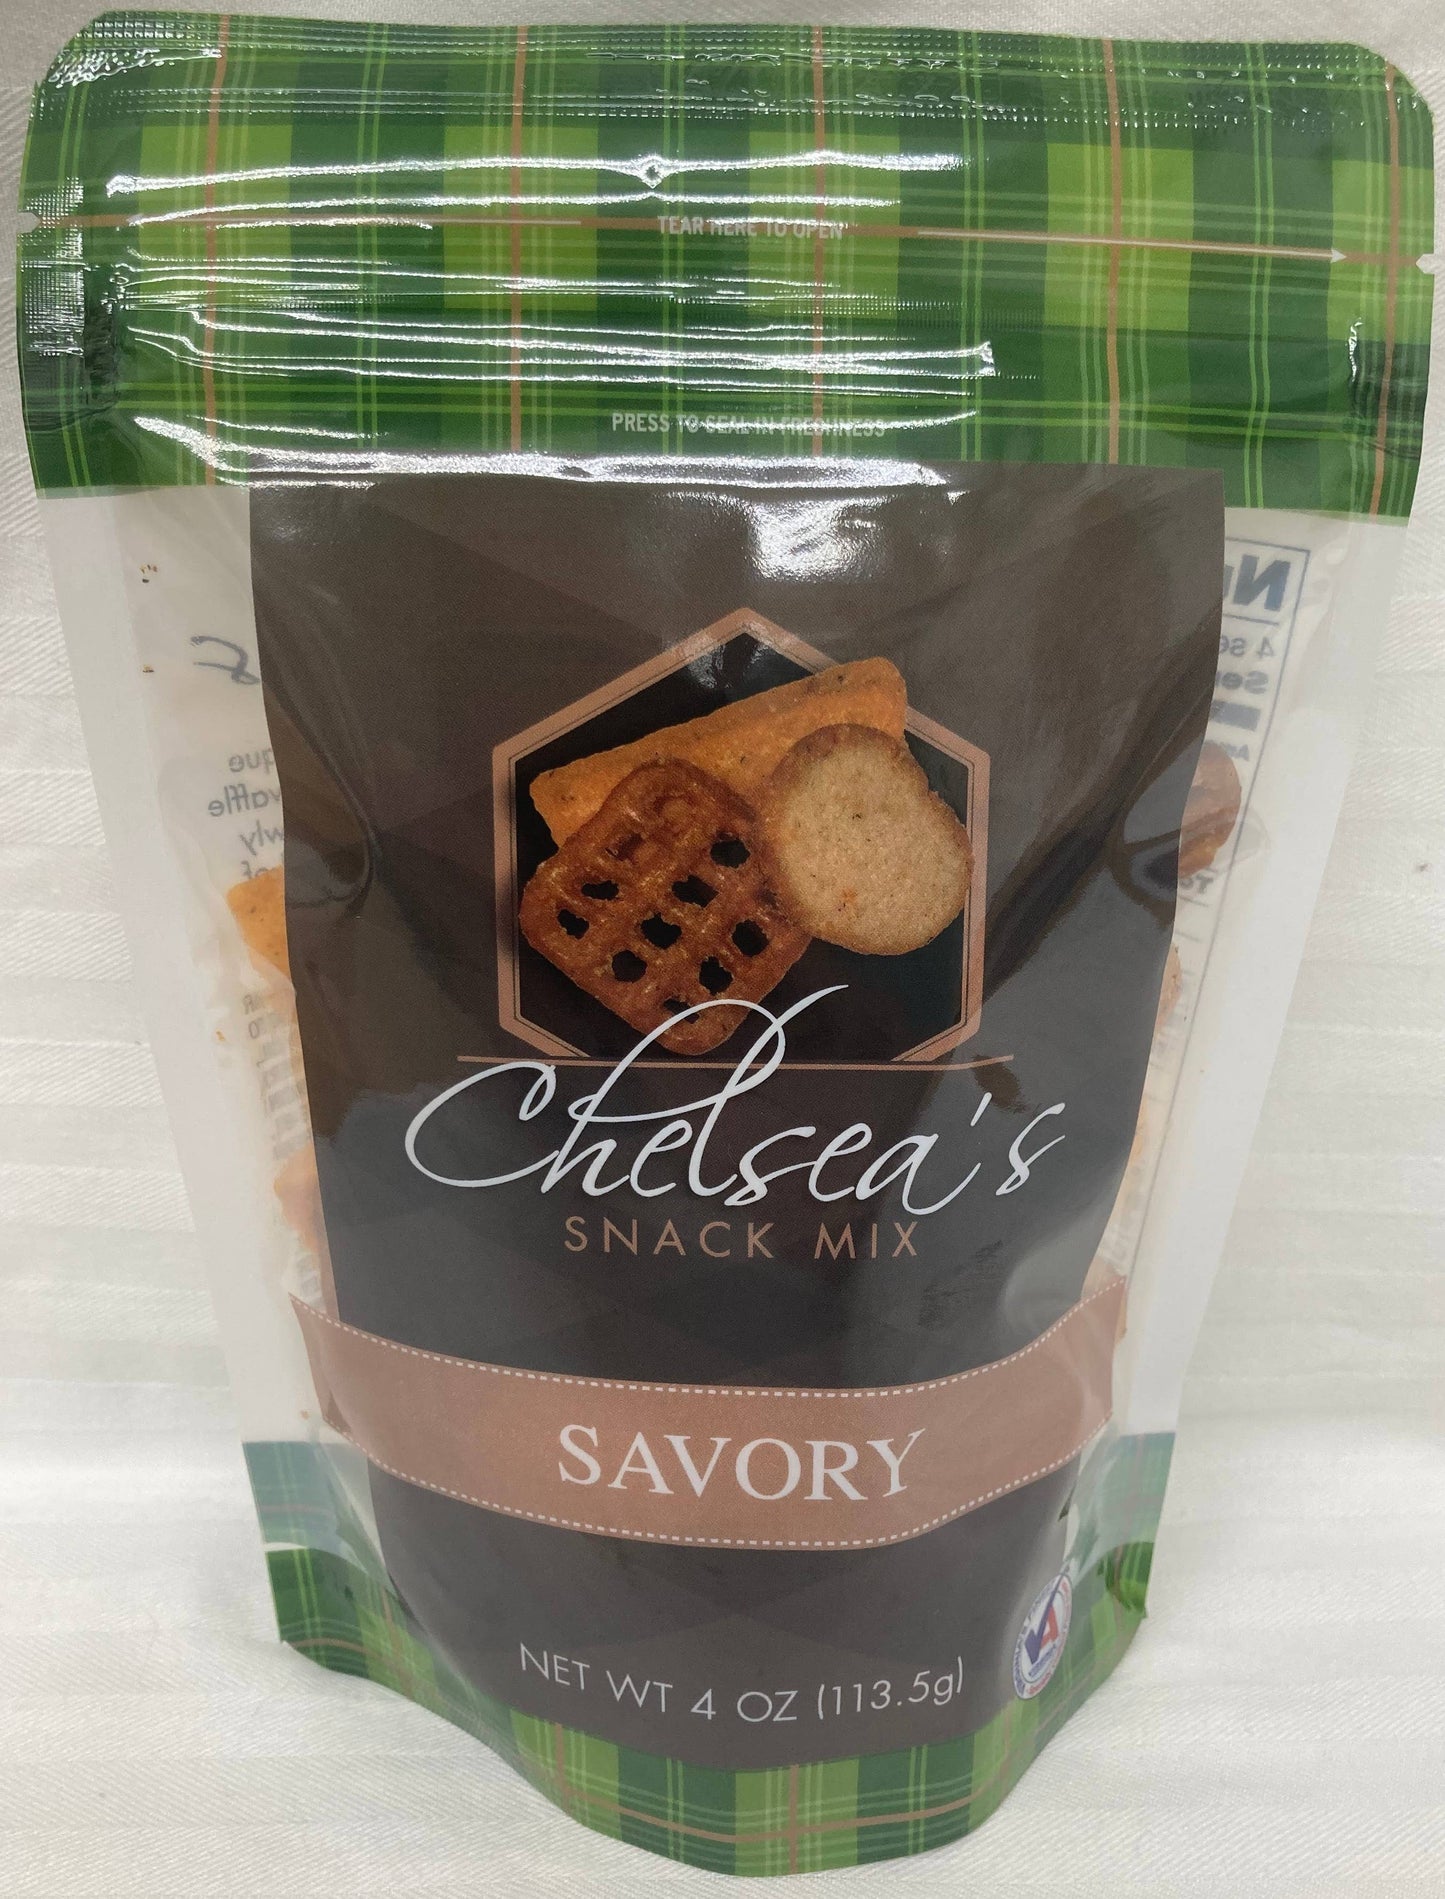 TEAR HERE TO OPEN
PRESS TO SEAL IN FRESHNESS
Chelsea's
SNACK MIX
SAVORY
NET WT 4 OZ (113.5g)